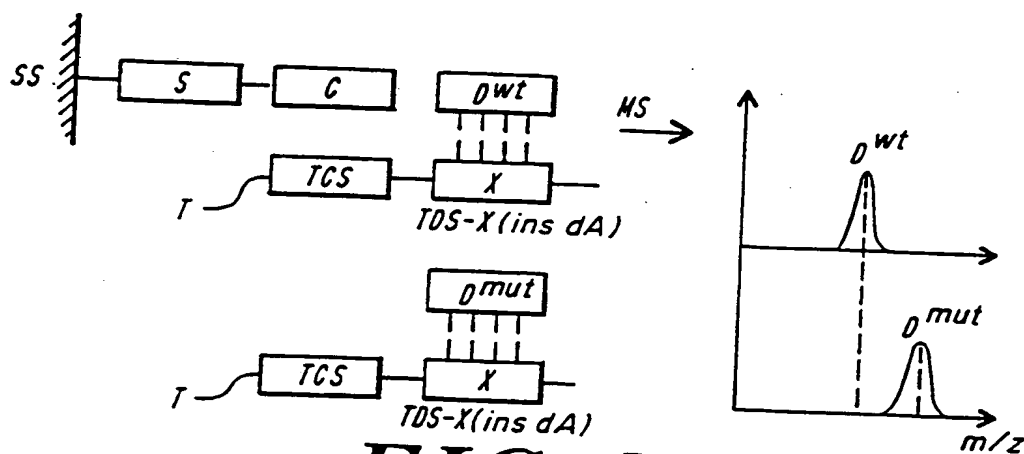 SS
S
C
D wt
MS
T
TCS
X
TDS-X(ins dA)
D mut
T
TCS
X
TDS-X(ins dA)
D wt
D mut
m/z